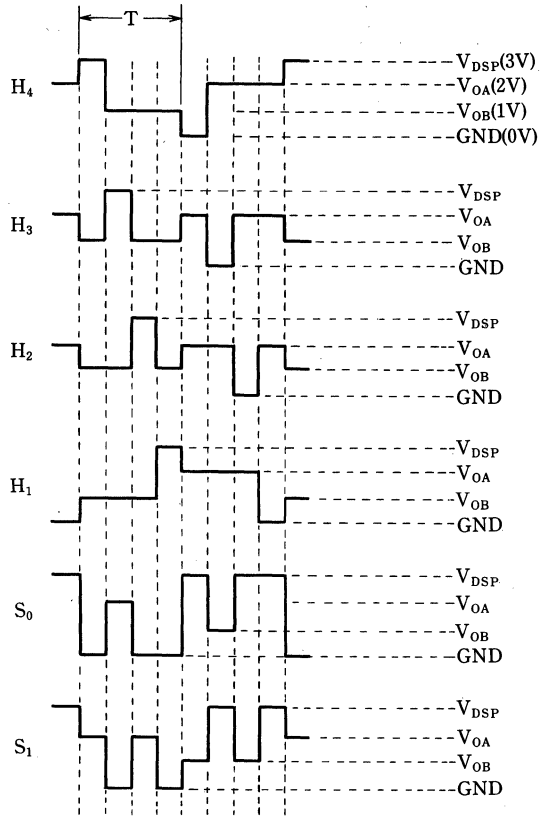 T
H4
VDSP(3V)
VOA(2V)
VOB(1V)
GND(0V)
H3
VDSP
VOA
VOB
GND
H2
VDSP
VOA
VOB
GND
H1
VDSP
VOA
VOB
GND
S0
VDSP
VOA
VOB
GND
S1
VDSP
VOA
VOB
GND